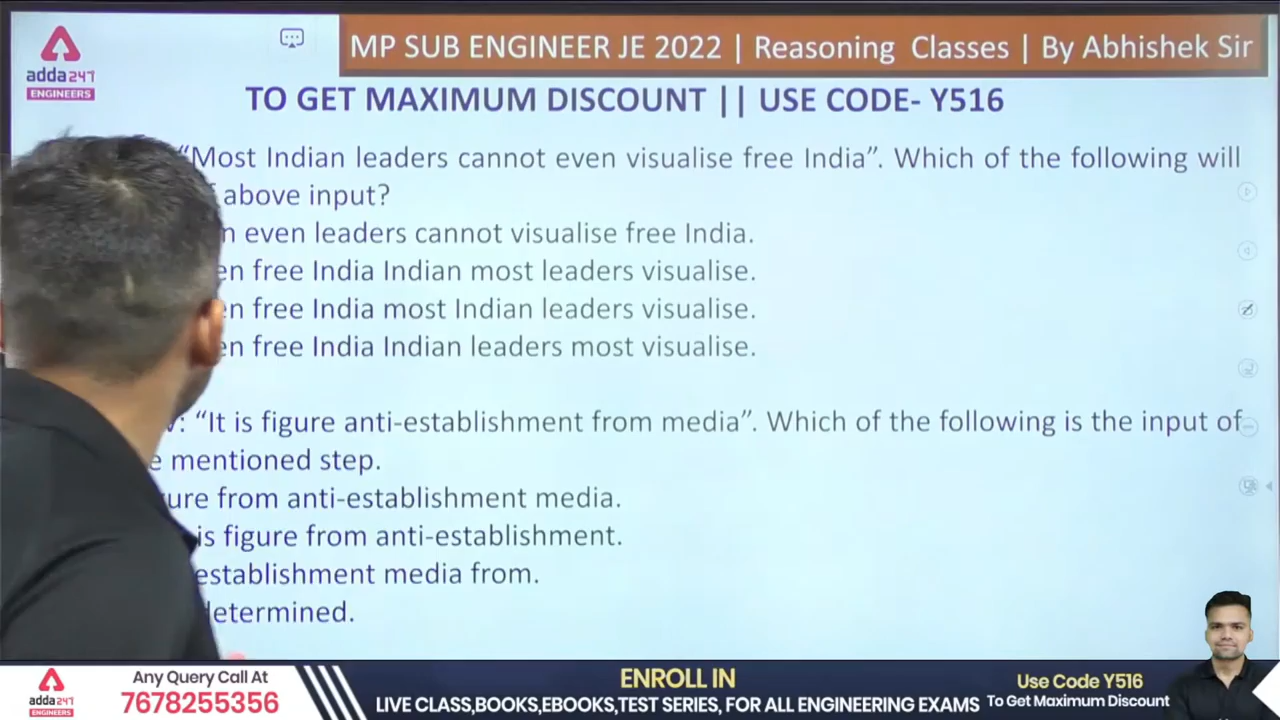 MP SUB ENGINEER JE 2022 | Reasoning Classes | By Abhishek Sir
adda247
ENGINEERS
TO GET MAXIMUM DISCOUNT || USE CODE- Y516
“Most Indian leaders cannot even visualise free India”. Which of the following will
above input?
even leaders cannot visualise free India.
free India Indian most leaders visualise.
free India most Indian leaders visualise.
free India Indian leaders most visualise.
“It is figure anti-establishment from media”. Which of the following is the input of
mentioned step.
from anti-establishment media.
is figure from anti-establishment.
establishment media from.
determined.
adda247
ENGINEERS
Any Query Call At
7678255356
ENROLL IN
LIVE CLASS,BOOKS,EBOOKS,TEST SERIES, FOR ALL ENGINEERING EXAMS
Use Code Y516
To Get Maximum Discount